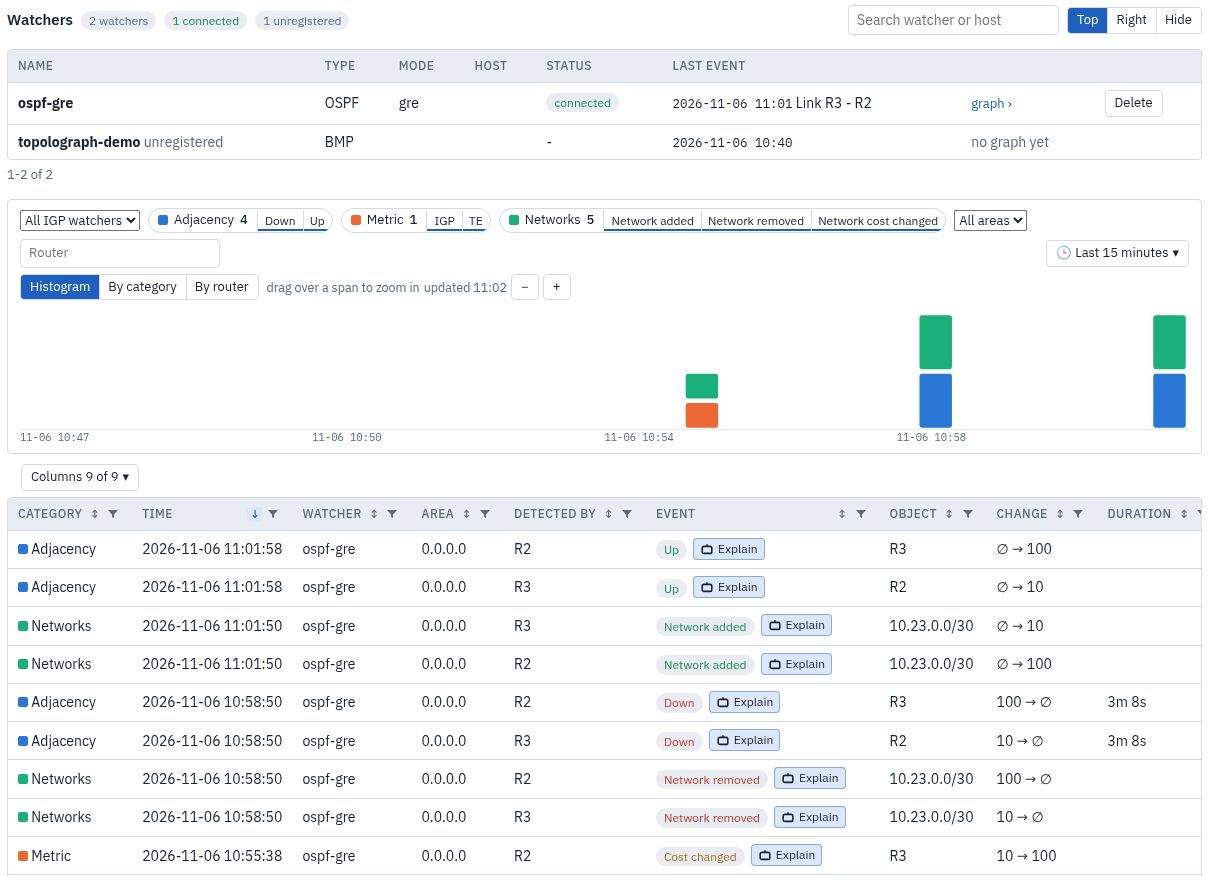 Watchers 2 watchers 1 connected 1 unregistered Search watcher or host Top Right Hide
NAME TYPE MODE HOST STATUS LAST EVENT
ospf-gre OSPF gre connected 2026-11-06 11:01 Link R3 - R2 graph › Delete
topolograph-demo unregistered BMP - 2026-11-06 10:40 no graph yet
1-2 of 2
All IGP watchers Adjacency 4 Down Up Metric 1 IGP TE Networks 5 Network added Network removed Network cost changed All areas
Router Last 15 minutes ▾
Histogram By category By router drag over a span to zoom in updated 11:02 − +
11-06 10:47 11-06 10:50 11-06 10:54 11-06 10:58
Columns 9 of 9 ▾
CATEGORY ↕ TIME ↓ WATCHER ↕ AREA ↕ DETECTED BY ↕ EVENT ↕ OBJECT ↕ CHANGE ↕ DURATION ↕
Adjacency 2026-11-06 11:01:58 ospf-gre 0.0.0.0 R2 Up Explain R3 ∅ → 100
Adjacency 2026-11-06 11:01:58 ospf-gre 0.0.0.0 R3 Up Explain R2 ∅ → 10
Networks 2026-11-06 11:01:50 ospf-gre 0.0.0.0 R3 Network added Explain 10.23.0.0/30 ∅ → 10
Networks 2026-11-06 11:01:50 ospf-gre 0.0.0.0 R2 Network added Explain 10.23.0.0/30 ∅ → 100
Adjacency 2026-11-06 10:58:50 ospf-gre 0.0.0.0 R2 Down Explain R3 100 → ∅ 3m 8s
Adjacency 2026-11-06 10:58:50 ospf-gre 0.0.0.0 R3 Down Explain R2 10 → ∅ 3m 8s
Networks 2026-11-06 10:58:50 ospf-gre 0.0.0.0 R2 Network removed Explain 10.23.0.0/30 100 → ∅
Networks 2026-11-06 10:58:50 ospf-gre 0.0.0.0 R3 Network removed Explain 10.23.0.0/30 10 → ∅
Metric 2026-11-06 10:55:38 ospf-gre 0.0.0.0 R2 Cost changed Explain R3 10 → 100